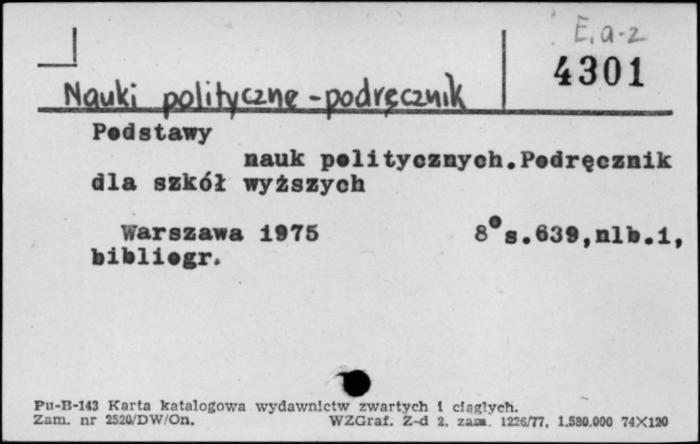 E, a-z
4301
Nauki polityczne - podręcznik
Podstawy
nauk politycznych. Podręcznik
dla szkół wyższych
Warszawa 1975 8° s. 639, nlb. 1,
bibliogr.
Pu-B-143 Karta katalogowa wydawnictw zwartych i ciągłych.
Zam. nr 2520/DW/On. WZGraf. Z-d 2. zam. 1226/77. 1.580.000 74X120